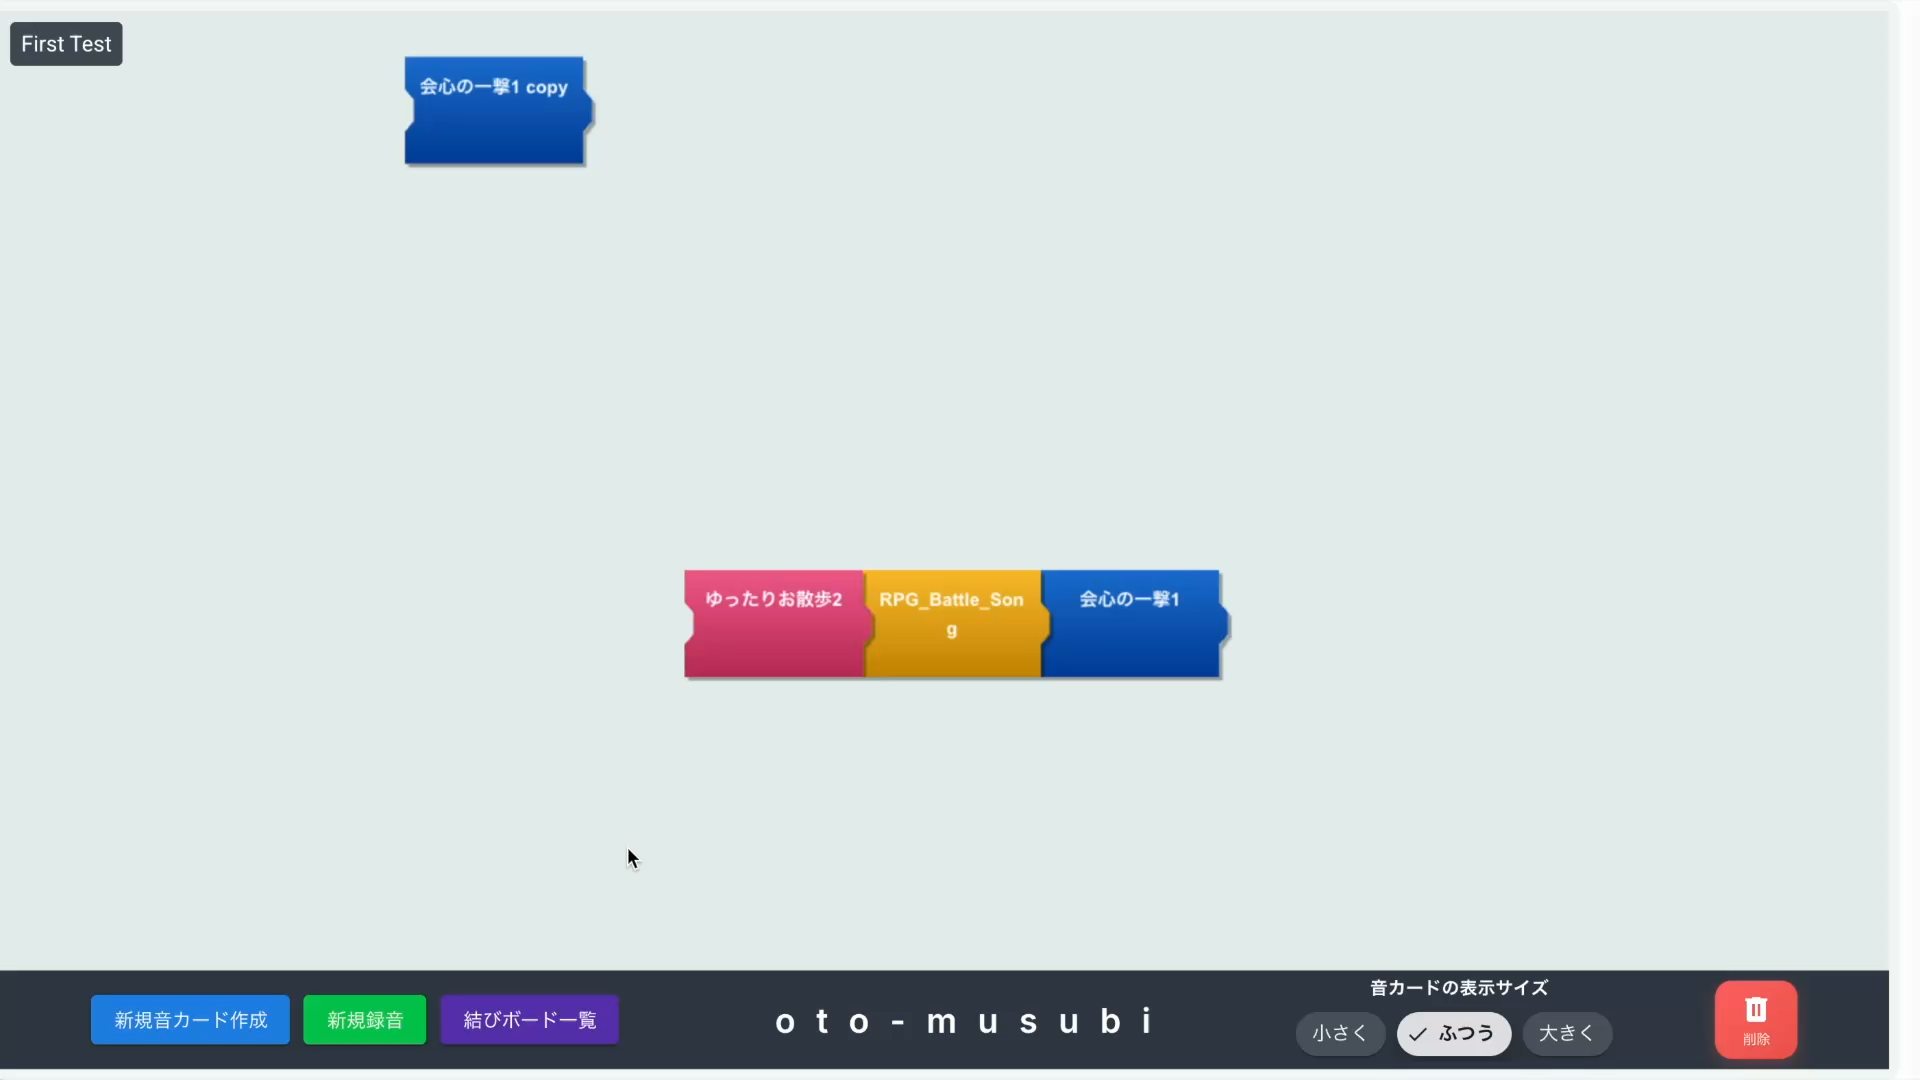 First Test
会心の一撃1 copy
ゆったりお散歩2
RPG_Battle_Son
g
会心の一撃1
新規音カード作成
新規録音
結びボード一覧
oto-musubi
音カードの表示サイズ
小さく
ふつう
大きく
削除